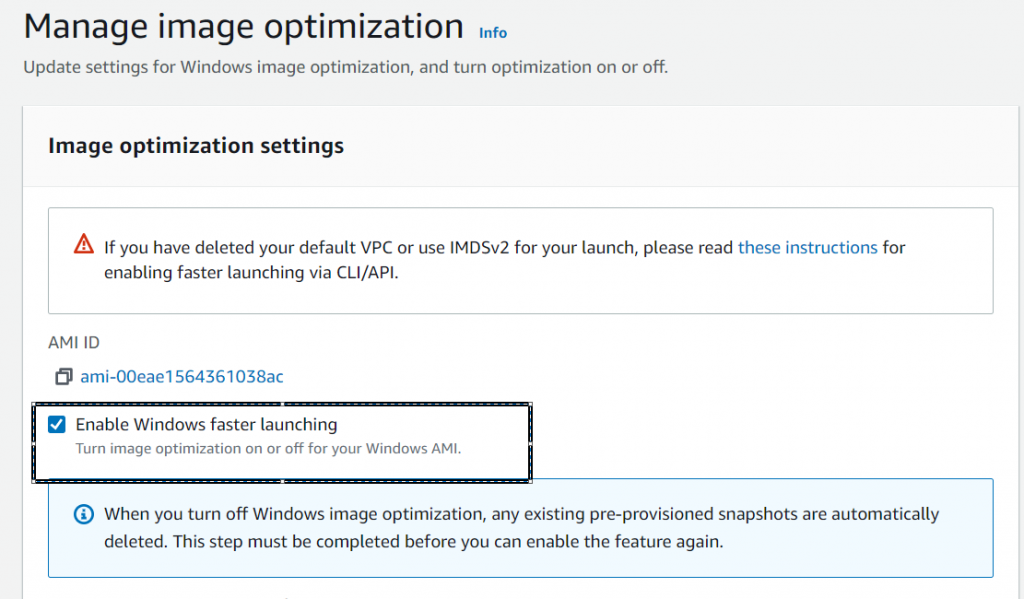 Manage image optimization Info
Update settings for Windows image optimization, and turn optimization on or off.
Image optimization settings
If you have deleted your default VPC or use IMDSv2 for your launch, please read these instructions for
enabling faster launching via CLI/API.
AMI ID
ami-00eae1564361038ac
Enable Windows faster launching
Turn image optimization on or off for your Windows AMI.
When you turn off Windows image optimization, any existing pre-provisioned snapshots are automatically
deleted. This step must be completed before you can enable the feature again.